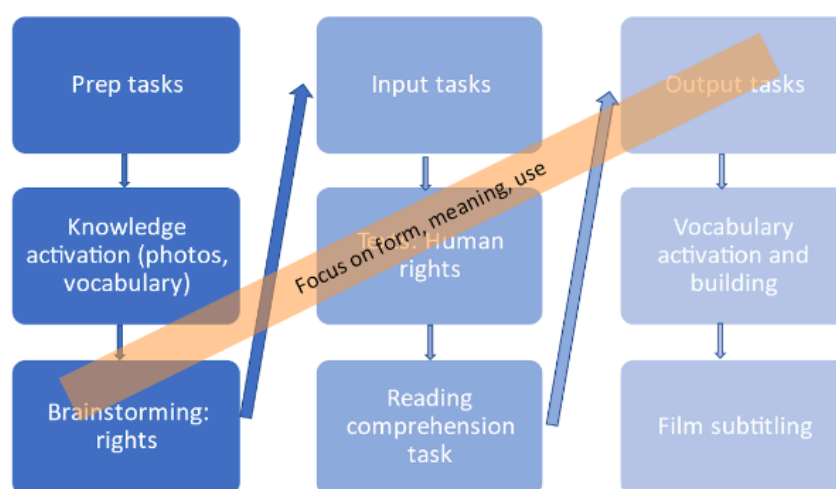 Prep tasks
Knowledge
activation (photos,
vocabulary)
Brainstorming:
rights
Input tasks
Text: Human
rights
Reading
comprehension
task
Output tasks
Vocabulary
activation and
building
Film subtitling
Focus on form, meaning, use